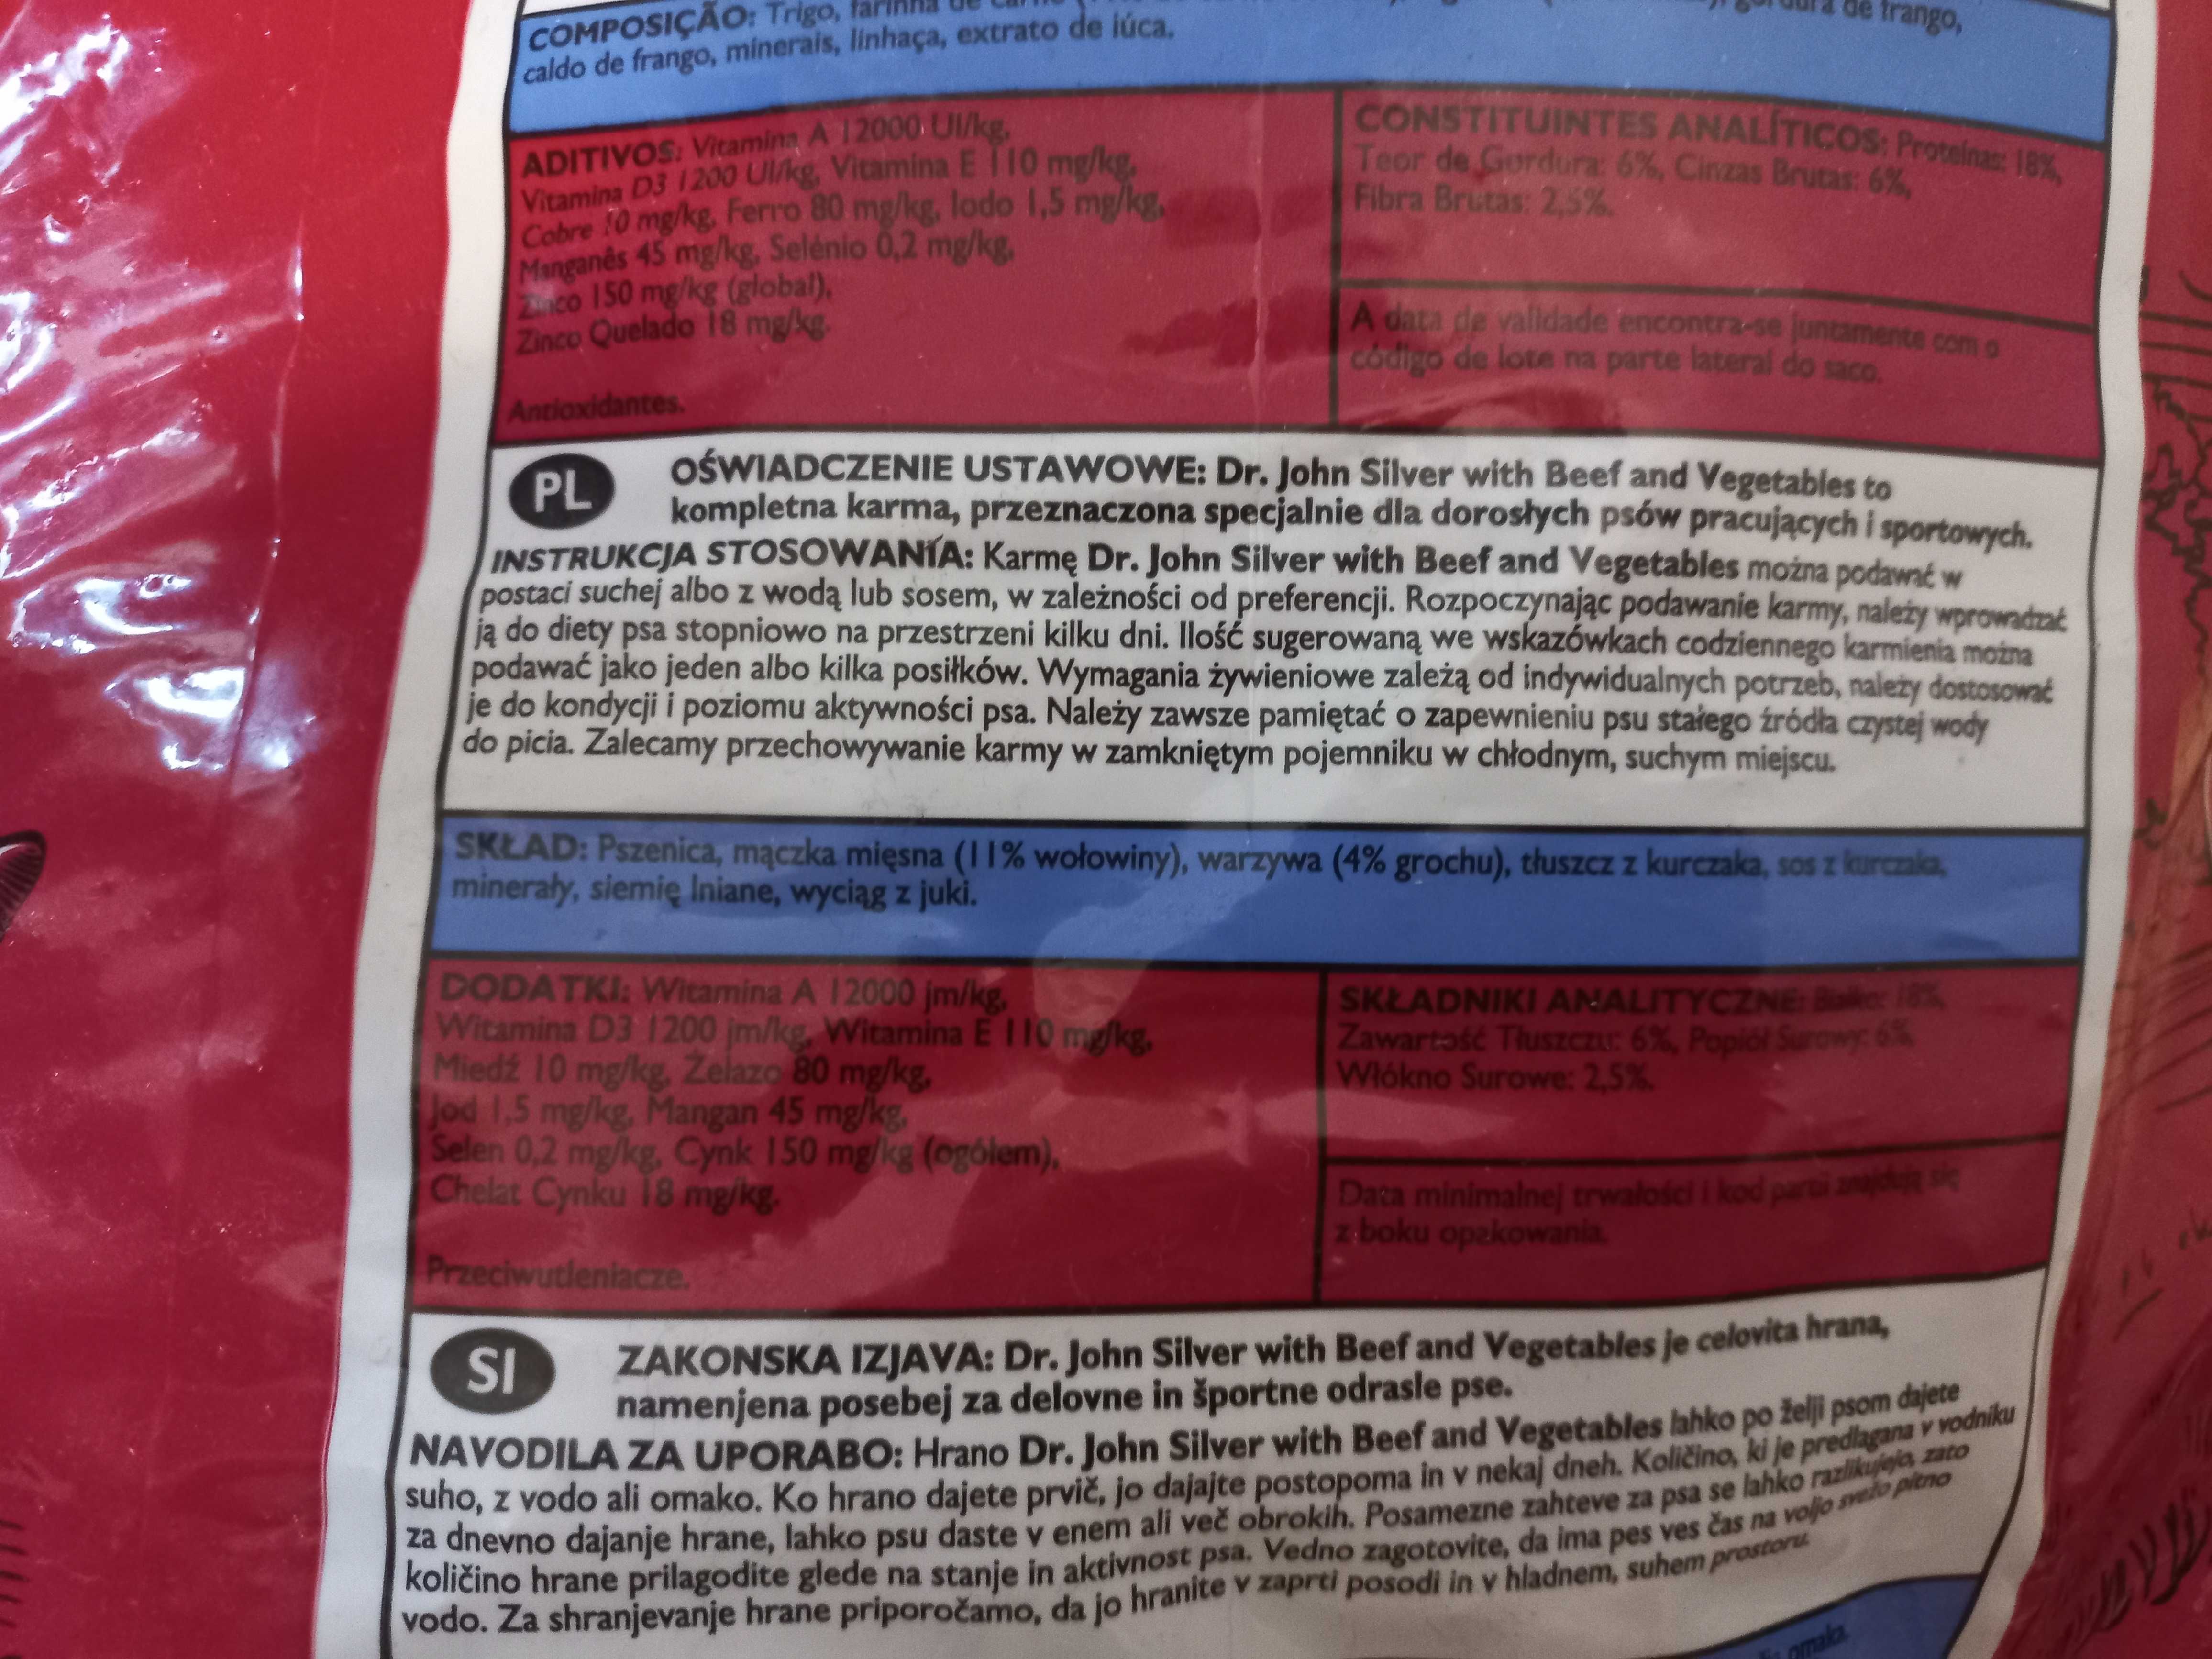 COMPOSIÇÃO: Trigo, farinha de
de frango,
caldo de frango, minerais, linhaça, extrato de iúca.
ADITIVOS: Vitamina A 12000 UI/kg,
Vitamina D3 1200 UI/kg, Vitamina E 110 mg/kg,
Cobre 10 mg/kg, Ferro 80 mg/kg, Iodo 1,5 mg/kg,
Manganês 45 mg/kg, Selénio 0,2 mg/kg,
Zinco 150 mg/kg (global),
Zinco Quelado 18 mg/kg.
Antioxidantes.
CONSTITUINTES ANALÍTICOS: Proteínas: 18%,
Teor de Gordura: 6%, Cinzas Brutas: 6%,
Fibra Brutas: 2,5%.
A data de validade encontra-se juntamente com o
código de lote na parte lateral do saco.
PL
OŚWIADCZENIE USTAWOWE: Dr. John Silver with Beef and Vegetables to
kompletna karma, przeznaczona specjalnie dla dorosłych psów pracujących i sportowych.
INSTRUKCJA STOSOWANIA: Karmę Dr. John Silver with Beef and Vegetables można podawać w
postaci suchej albo z wodą lub sosem, w zależności od preferencji. Rozpoczynając podawanie karmy, należy wprowadzać
ją do diety psa stopniowo na przestrzeni kilku dni. Ilość sugerowaną we wskazówkach codziennego karmienia można
podawać jako jeden albo kilka posiłków. Wymagania żywieniowe zależą od indywidualnych potrzeb, należy dostosować
je do kondycji i poziomu aktywności psa. Należy zawsze pamiętać o zapewnieniu psu stałego źródła czystej wody
do picia. Zalecamy przechowywanie karmy w zamkniętym pojemniku w chłodnym, suchym miejscu.
SKŁAD: Pszenica, mączka mięsna (11% wołowiny), warzywa (4% grochu), tłuszcz z kurczaka, sos z kurczaka,
minerały, siemię lniane, wyciąg z juki.
DODATKI: Witamina A 12000 jm/kg,
Witamina D3 1200 jm/kg, Witamina E 110 mg/kg,
Miedź 10 mg/kg, Żelazo 80 mg/kg,
Jod 1,5 mg/kg, Mangan 45 mg/kg,
Selen 0,2 mg/kg, Cynk 150 mg/kg (ogółem),
Chelat Cynku 18 mg/kg.
Przeciwutleniacze.
SKŁADNIKI ANALITYCZNE: Białko: 18%,
Zawartość Tłuszczu: 6%, Popiół Surowy: 6%,
Włókno Surowe: 2,5%.
Data minimalnej trwałości i kod partii znajdują się
z boku opakowania.
SI
ZAKONSKA IZJAVA: Dr. John Silver with Beef and Vegetables je celovita hrana,
namenjena posebej za delovne in športne odrasle pse.
NAVODILA ZA UPORABO: Hrano Dr. John Silver with Beef and Vegetables lahko po želji psom dajete
suho, z vodo ali omako. Ko hrano dajete prvič, jo dajajte postopoma in v nekaj dneh. Količino, ki je predlagana v vodniku
za dnevno dajanje hrane, lahko psu daste v enem ali več obrokih. Posamezne zahteve za psa se lahko razlikujejo, zato
količino hrane prilagodite glede na stanje in aktivnost psa. Vedno zagotovite, da ima pes ves čas na voljo svežo pitno
vodo. Za shranjevanje hrane priporočamo, da jo hranite v zaprti posodi in v hladnem, suhem prostoru.
omaka,